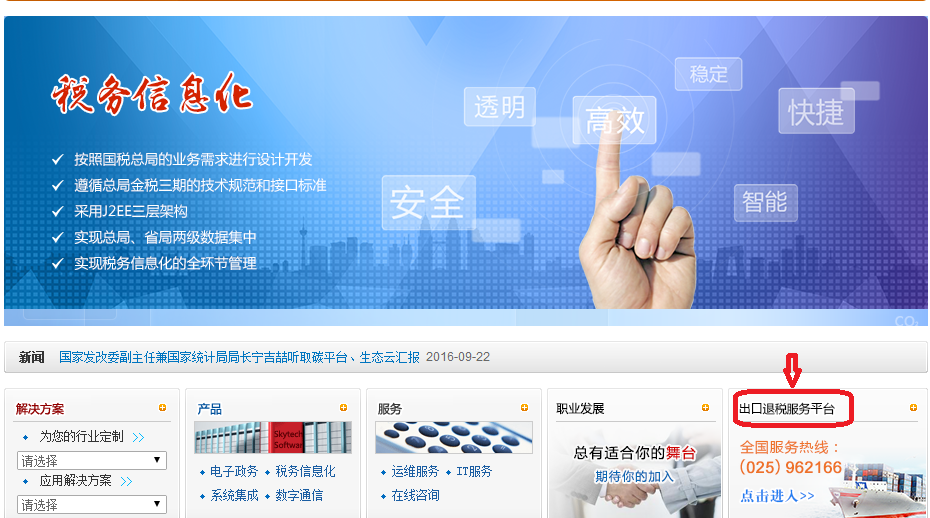 税务信息化
按照国税总局的业务需求进行设计开发
遵循总局金税三期的技术规范和接口标准
采用J2EE三层架构
实现总局、省局两级数据集中
实现税务信息化的全环节管理
稳定
透明
高效
快捷
安全
智能
CO₂
新闻 国家发改委副主任兼国家统计局局长宁吉喆听取碳平台、生态云汇报 2016-09-22
解决方案
为您的行业定制 >>
请选择
应用解决方案 >>
请选择
产品
Skytech
Software
电子政务 税务信息化
系统集成 数字通信
服务
运维服务 IT服务
在线咨询
职业发展
总有适合你的舞台
期待你的加入
出口退税服务平台
全国服务热线：
（025）962166
点击进入>>